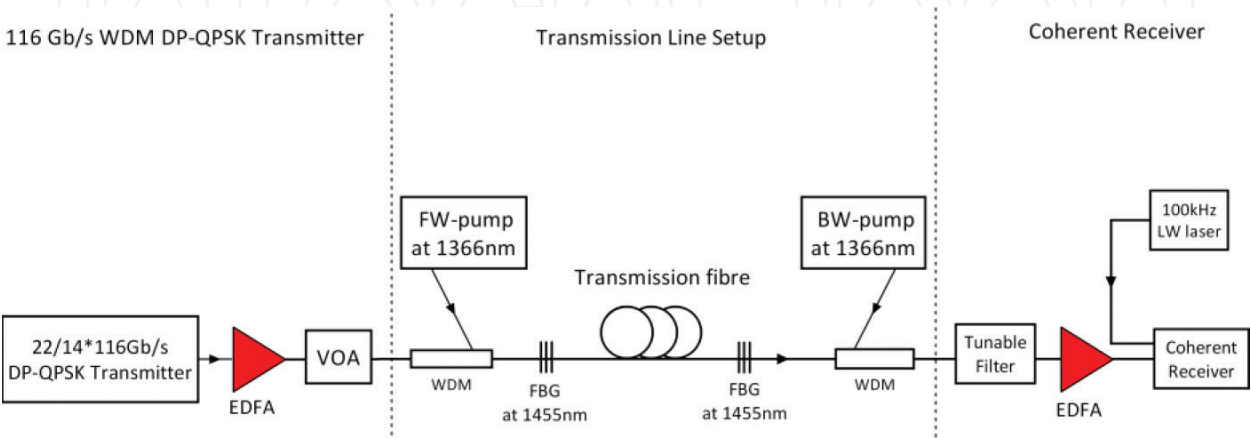 116 Gb/s WDM DP-QPSK Transmitter
Transmission Line Setup
Coherent Receiver
FW-pump
at 1366nm
BW-pump
at 1366nm
100kHz
LW laser
Transmission fibre
22/14*116Gb/s
DP-QPSK Transmitter
EDFA
VOA
WDM
FBG
at 1455nm
FBG
at 1455nm
WDM
Tunable
Filter
EDFA
Coherent
Receiver